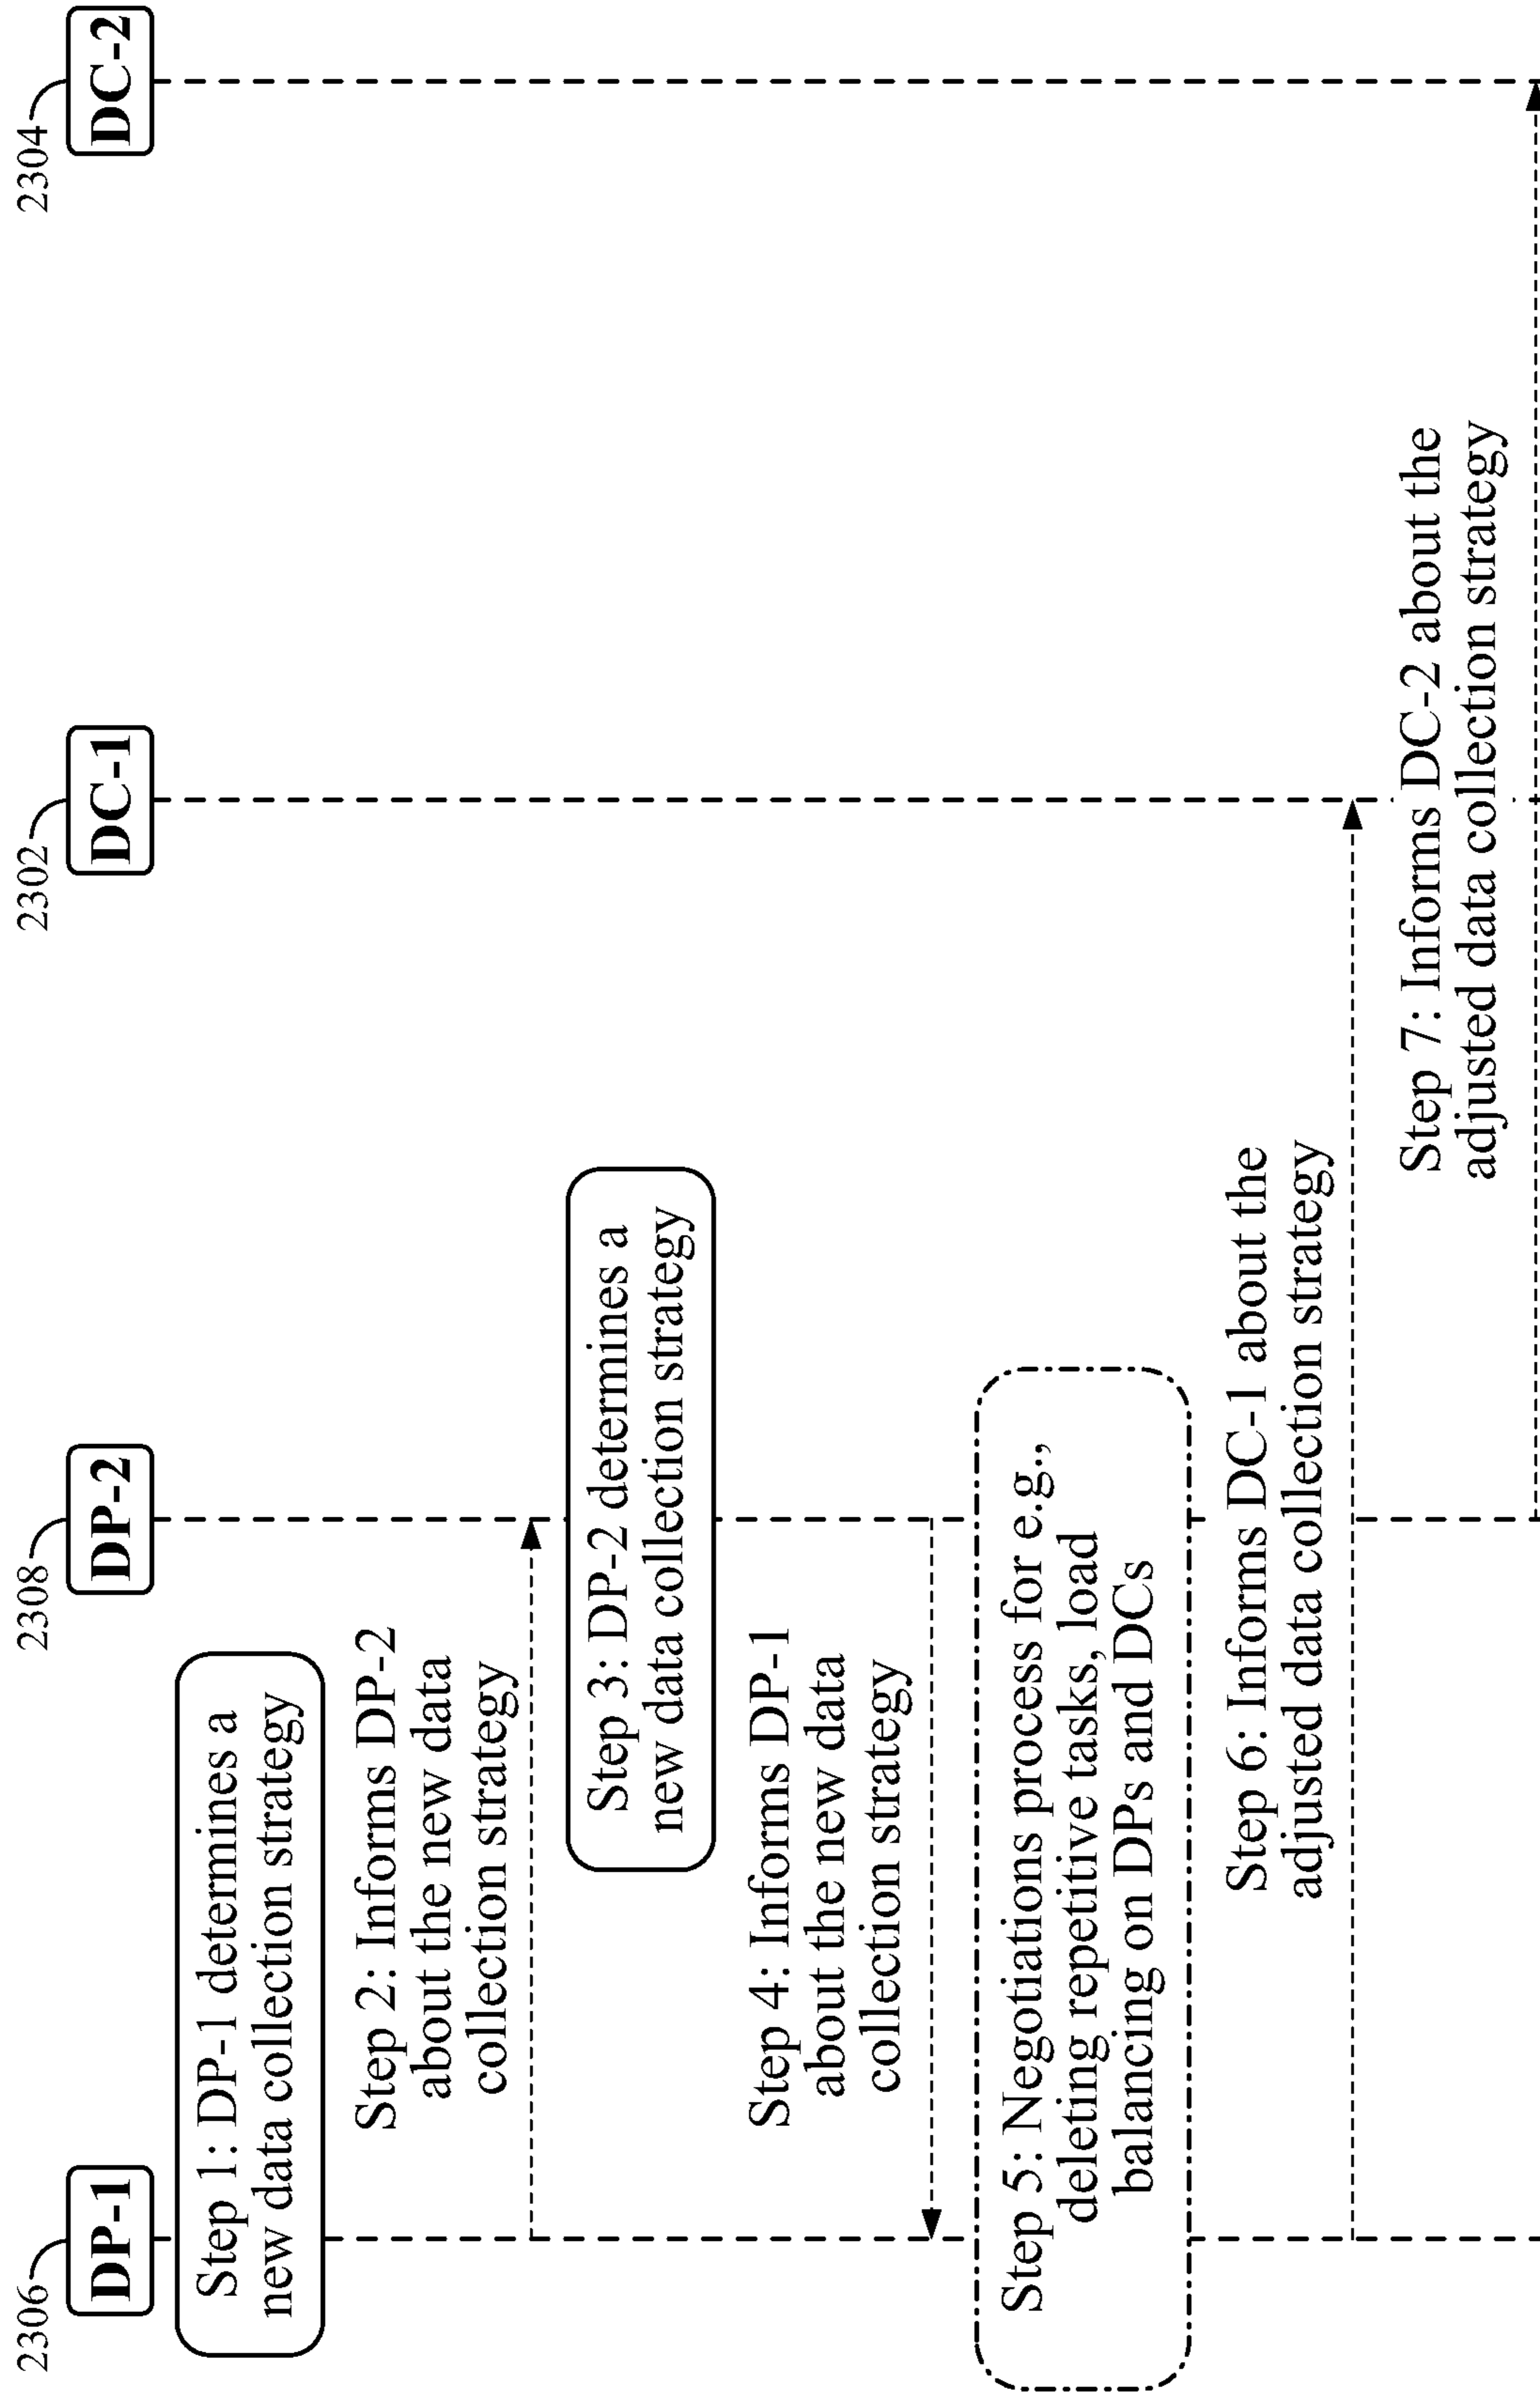 2306
DP-1
2308
DP-2
2302
DC-1
2304
DC-2
Step 1: DP-1 determines a
new data collection strategy
Step 2: Informs DP-2
about the new data
collection strategy
Step 3: DP-2 determines a
new data collection strategy
Step 4: Informs DP-1
about the new data
collection strategy
Step 5: Negotiations process for e.g.,
deleting repetitive tasks, load
balancing on DPs and DCs
Step 6: Informs DC-1 about the
adjusted data collection strategy
Step 7: Informs DC-2 about the
adjusted data collection strategy